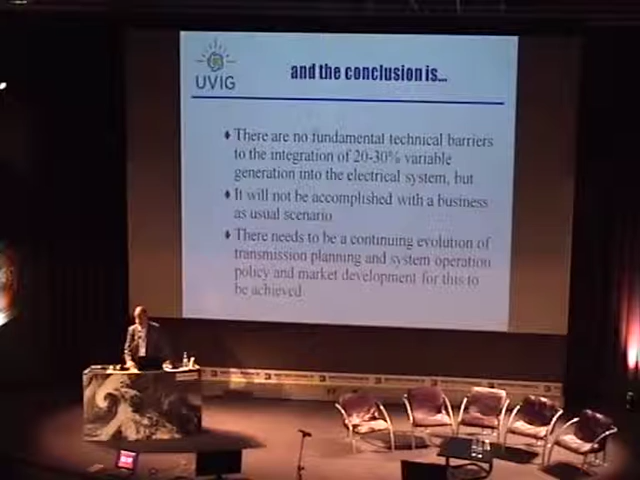 UVIG
and the conclusion is...
There are no fundamental technical barriers
to the integration of 20-30% variable
generation into the electrical system, but
It will not be accomplished with a business
as usual scenario
There needs to be a continuing evolution of
transmission planning and system operation
policy and market development for this to
be achieved